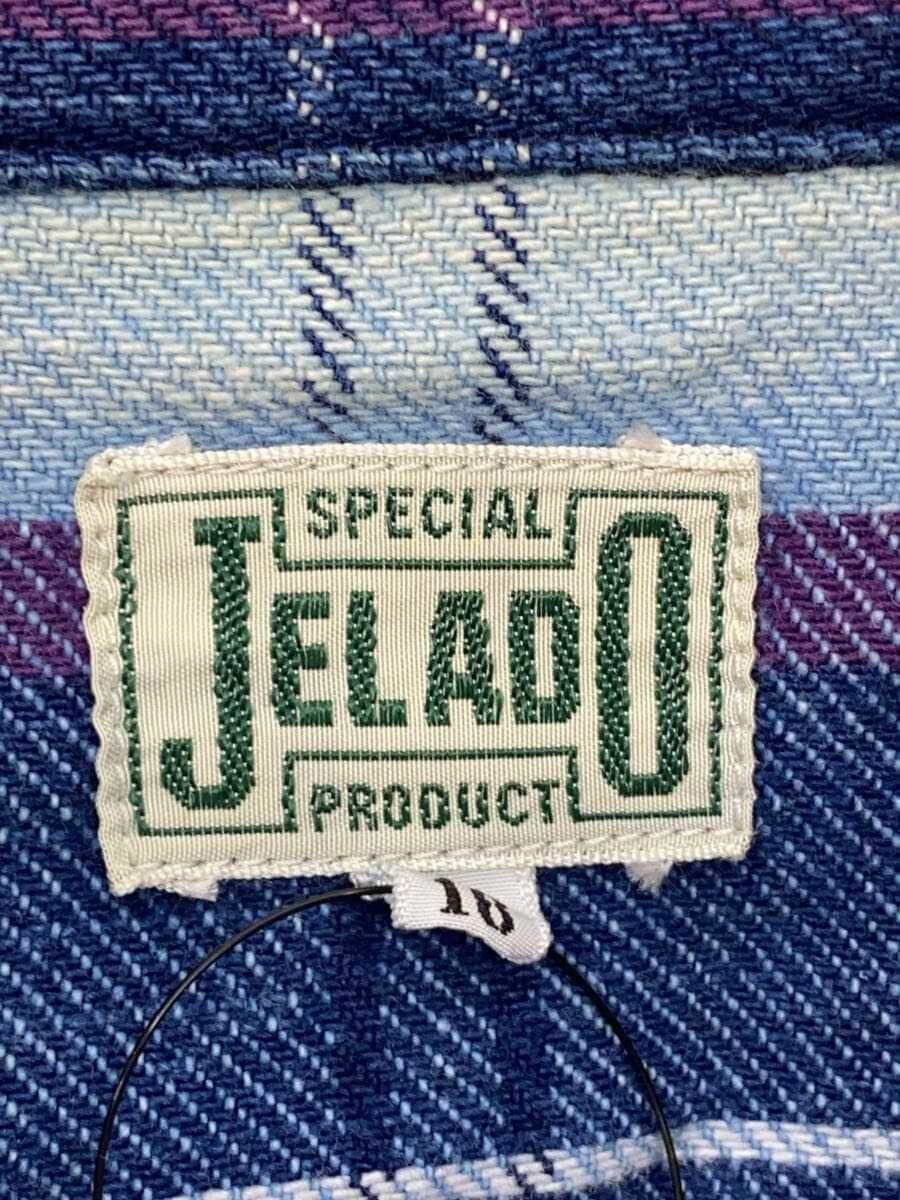 SPECIAL
JELADO
PRODUCT
16